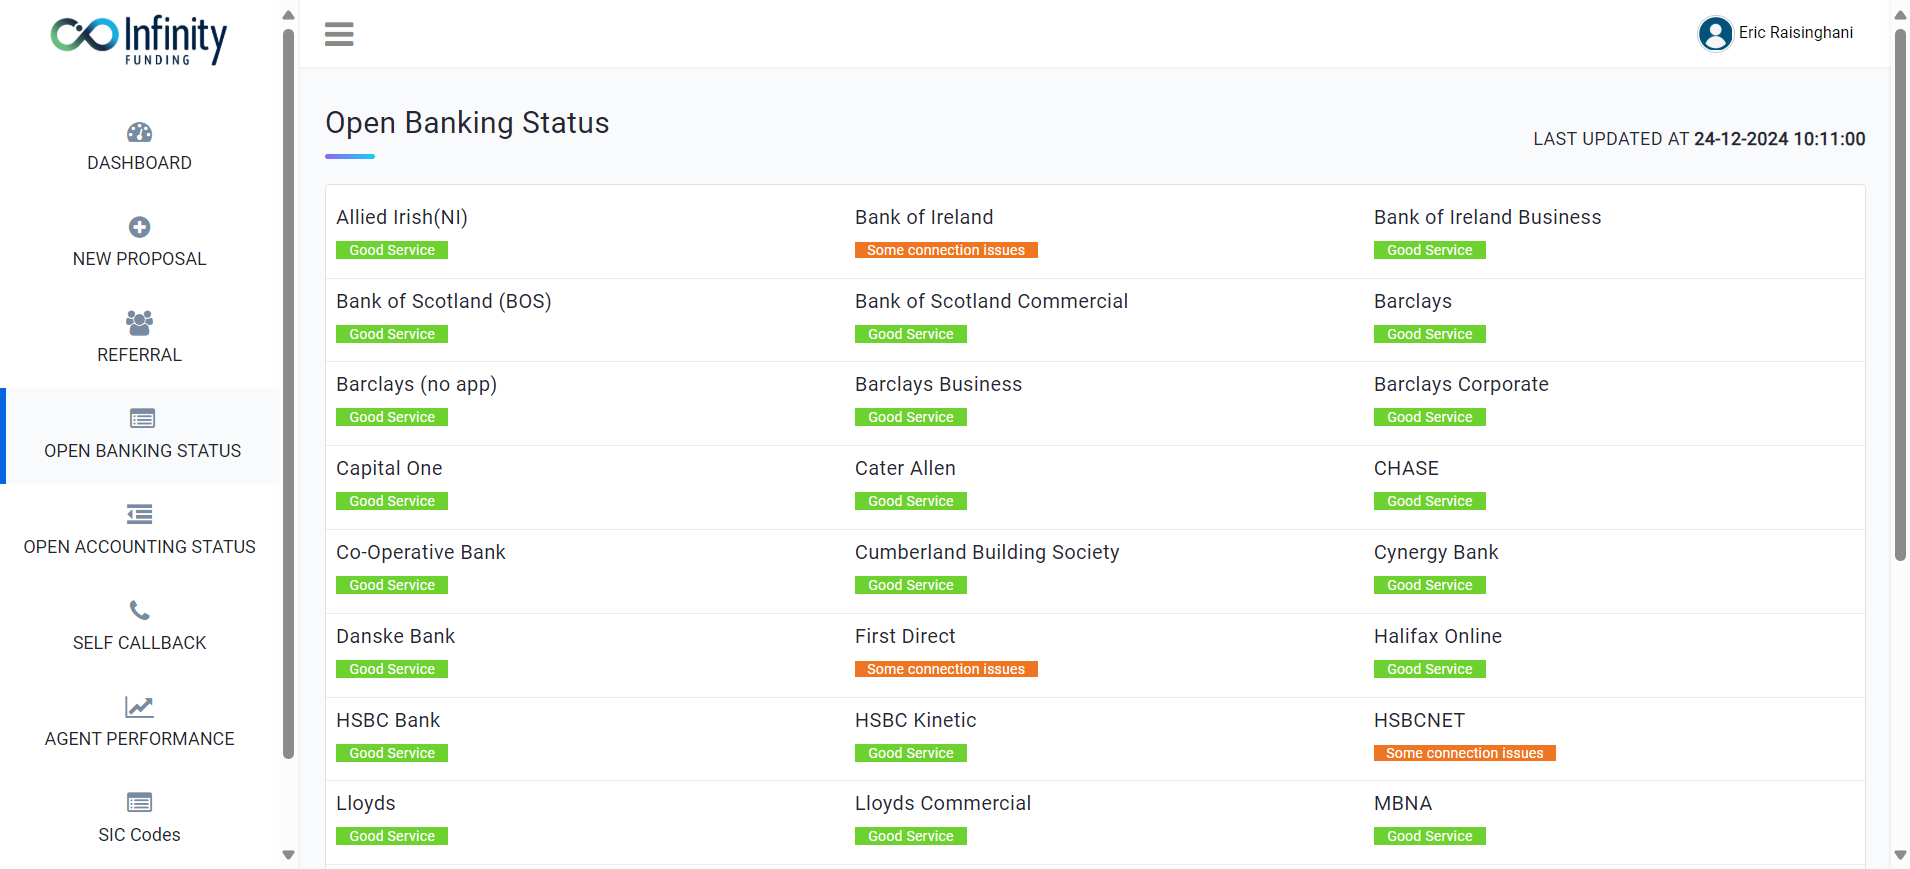 Infinity
FUNDING
Eric Raisinghani
DASHBOARD
NEW PROPOSAL
REFERRAL
OPEN BANKING STATUS
OPEN ACCOUNTING STATUS
SELF CALLBACK
AGENT PERFORMANCE
SIC Codes
Open Banking Status
LAST UPDATED AT 24-12-2024 10:11:00
Allied Irish(NI)
Good Service
Bank of Ireland
Some connection issues
Bank of Ireland Business
Good Service
Bank of Scotland (BOS)
Good Service
Bank of Scotland Commercial
Good Service
Barclays
Good Service
Barclays (no app)
Good Service
Barclays Business
Good Service
Barclays Corporate
Good Service
Capital One
Good Service
Cater Allen
Good Service
CHASE
Good Service
Co-Operative Bank
Good Service
Cumberland Building Society
Good Service
Cynergy Bank
Good Service
Danske Bank
Good Service
First Direct
Some connection issues
Halifax Online
Good Service
HSBC Bank
Good Service
HSBC Kinetic
Good Service
HSBCNET
Some connection issues
Lloyds
Good Service
Lloyds Commercial
Good Service
MBNA
Good Service